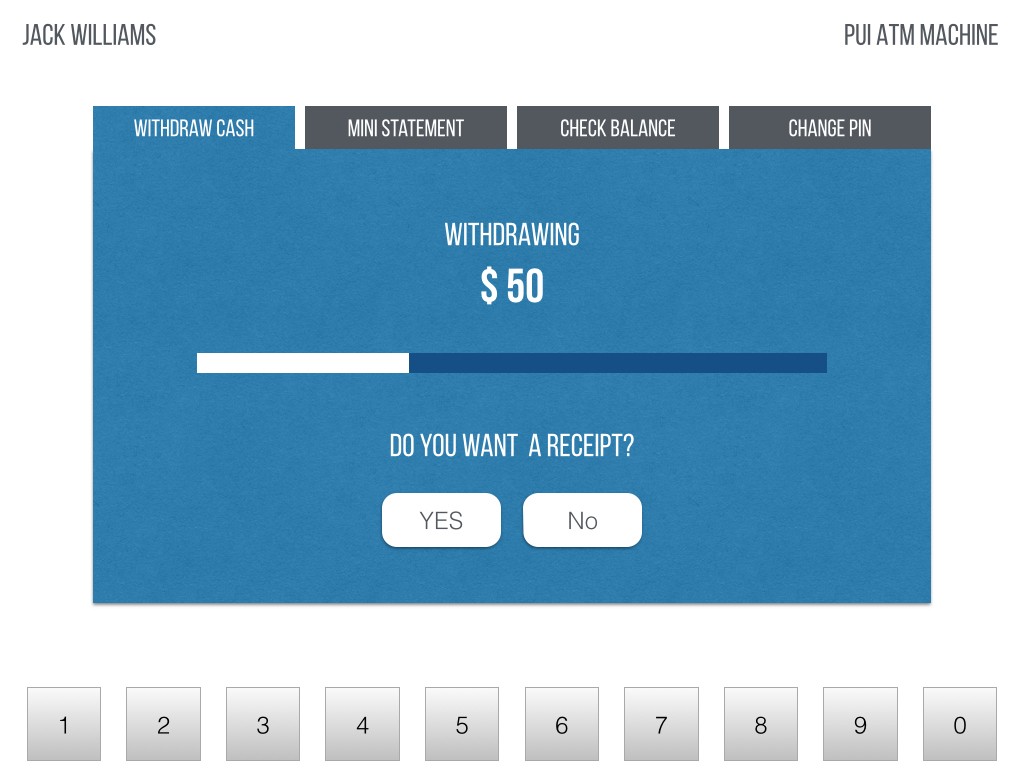 JACK WILLIAMS
PUI ATM MACHINE
WITHDRAW CASH
MINI STATEMENT
CHECK BALANCE
CHANGE PIN
WITHDRAWING
$ 50
DO YOU WANT A RECEIPT?
YES
No
1 2 3 4 5 6 7 8 9 0